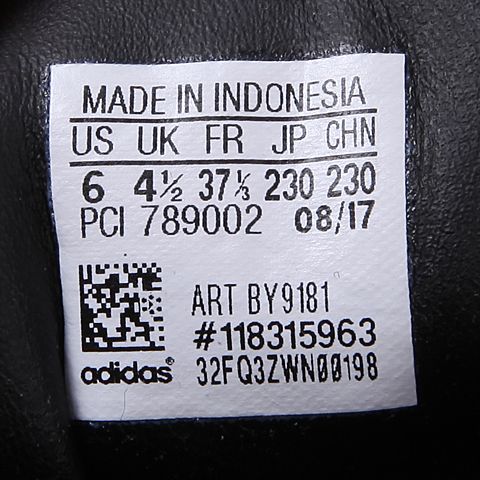 MADE IN INDONESIA
US UK FR JP CHN
6 4½ 37⅓ 230 230
PCI 789002 08/17
ART BY9181
#118315963
adidas 32FQ3ZWN00198